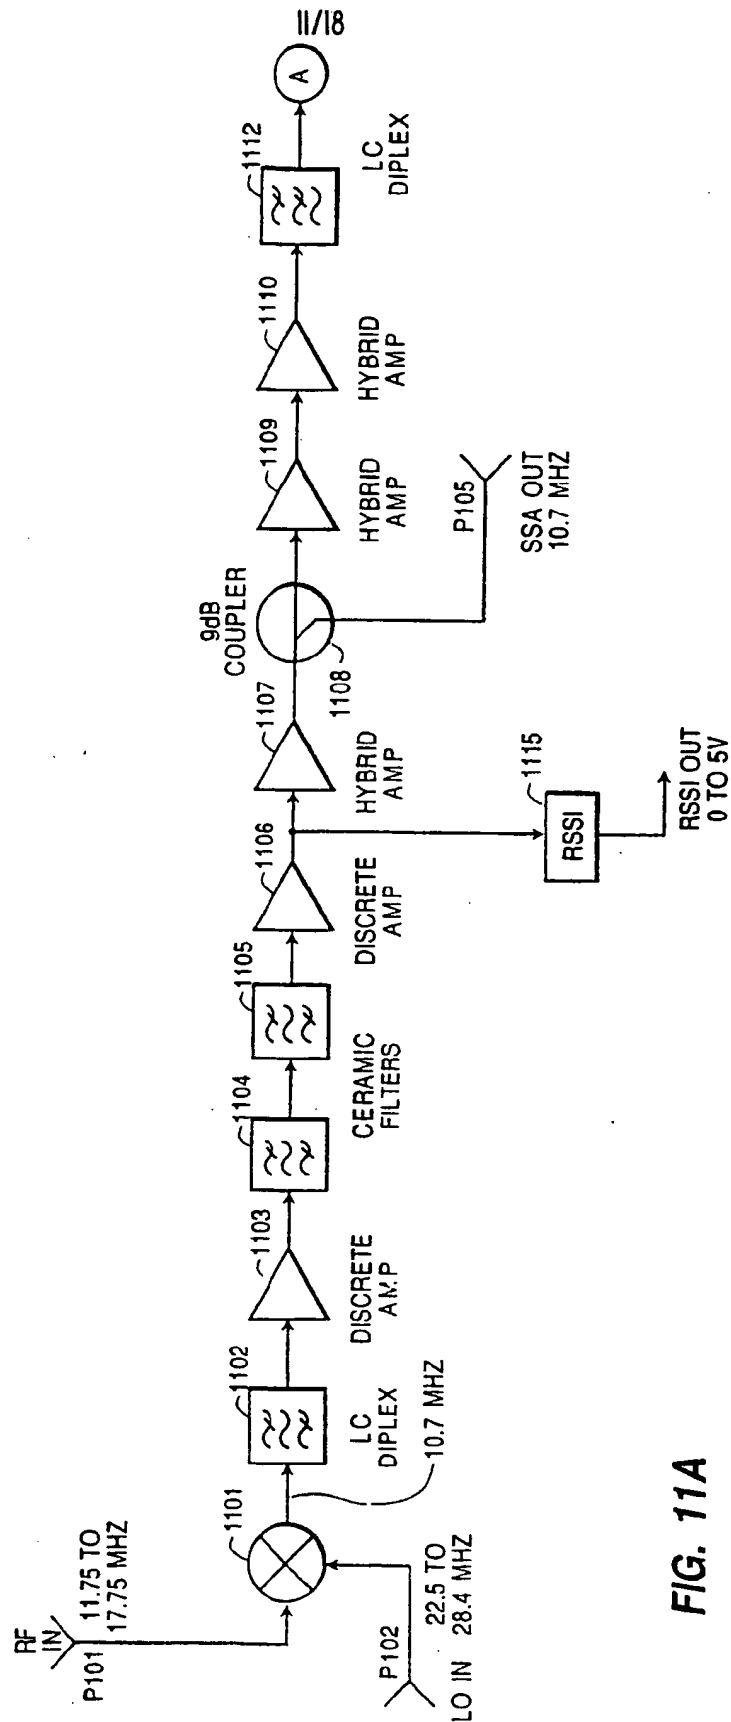 RF
IN
P101
11.75 TO
17.75 MHZ
1101
P102
LO IN
22.5 TO
28.4 MHZ
10.7 MHZ
1102
LC
DIPLEX
1103
DISCRETE
AMP
1104
1105
CERAMIC
FILTERS
1106
DISCRETE
AMP
RSSI
1115
RSSI OUT
0 TO 5V
1107
HYBRID
AMP
9dB
COUPLER
1108
P105
SSA OUT
10.7 MHZ
1109
HYBRID
AMP
1110
HYBRID
AMP
1112
LC
DIPLEX
A
11/18
FIG. 11A